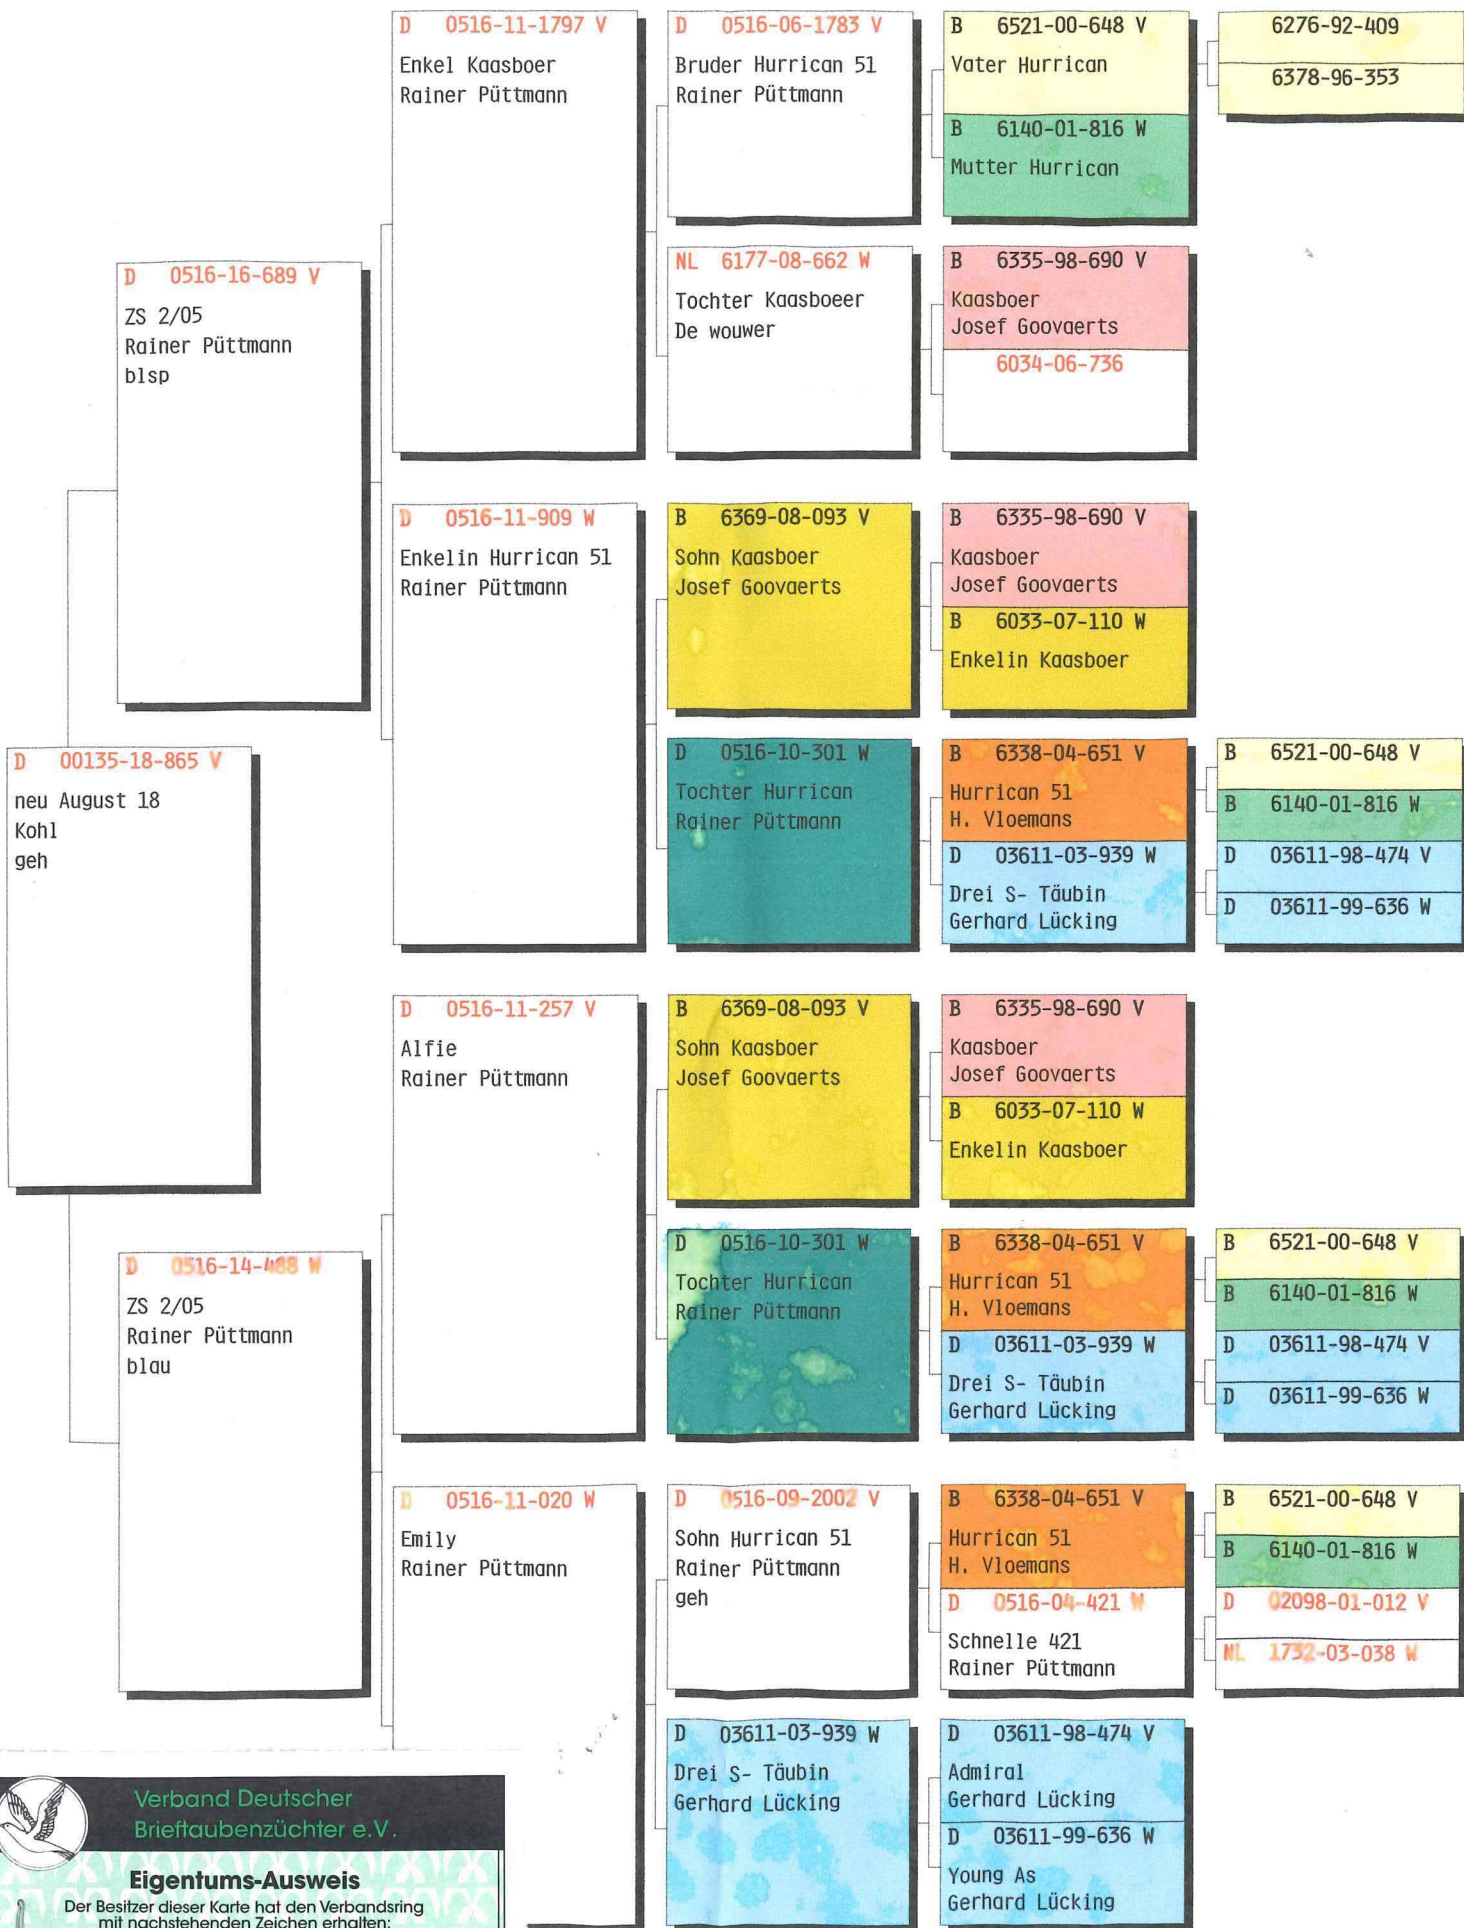 D 00135-18-865 V
neu August 18
Kohl
geh
D 0516-16-689 V
ZS 2/05
Rainer Püttmann
blsp
D 0516-14-488 W
ZS 2/05
Rainer Püttmann
blau
D 0516-11-1797 V
Enkel Kaasboer
Rainer Püttmann
D 0516-11-909 W
Enkelin Hurrican 51
Rainer Püttmann
D 0516-11-257 V
Alfie
Rainer Püttmann
D 0516-11-020 W
Emily
Rainer Püttmann
D 0516-06-1783 V
Bruder Hurrican 51
Rainer Püttmann
NL 6177-08-662 W
Tochter Kaasboeer
De wouwer
B 6369-08-093 V
Sohn Kaasboer
Josef Goovaerts
D 0516-10-301 W
Tochter Hurrican
Rainer Püttmann
B 6369-08-093 V
Sohn Kaasboer
Josef Goovaerts
D 0516-10-301 W
Tochter Hurrican
Rainer Püttmann
D 0516-09-2002 V
Sohn Hurrican 51
Rainer Püttmann
geh
D 03611-03-939 W
Drei S- Täubin
Gerhard Lücking
B 6521-00-648 V
Vater Hurrican
B 6140-01-816 W
Mutter Hurrican
B 6335-98-690 V
Kaasboer
Josef Goovaerts
6034-06-736
B 6335-98-690 V
Kaasboer
Josef Goovaerts
B 6033-07-110 W
Enkelin Kaasboer
B 6338-04-651 V
Hurrican 51
H. Vloemans
D 03611-03-939 W
Drei S- Täubin
Gerhard Lücking
B 6335-98-690 V
Kaasboer
Josef Goovaerts
B 6033-07-110 W
Enkelin Kaasboer
B 6338-04-651 V
Hurrican 51
H. Vloemans
D 03611-03-939 W
Drei S- Täubin
Gerhard Lücking
B 6338-04-651 V
Hurrican 51
H. Vloemans
D 0516-04-421 W
Schnelle 421
Rainer Püttmann
D 03611-98-474 V
Admiral
Gerhard Lücking
D 03611-99-636 W
Young As
Gerhard Lücking
6276-92-409
6378-96-353
B 6521-00-648 V
B 6140-01-816 W
D 03611-98-474 V
D 03611-99-636 W
B 6521-00-648 V
B 6140-01-816 W
D 03611-98-474 V
D 03611-99-636 W
B 6521-00-648 V
B 6140-01-816 W
D 02098-01-012 V
NL 1732-03-038 W
Verband Deutscher
Brieftaubenzüchter e.V.
Eigentums-Ausweis
Der Besitzer dieser Karte hat den Verbandsring
mit nachstehenden Zeichen erhalten: